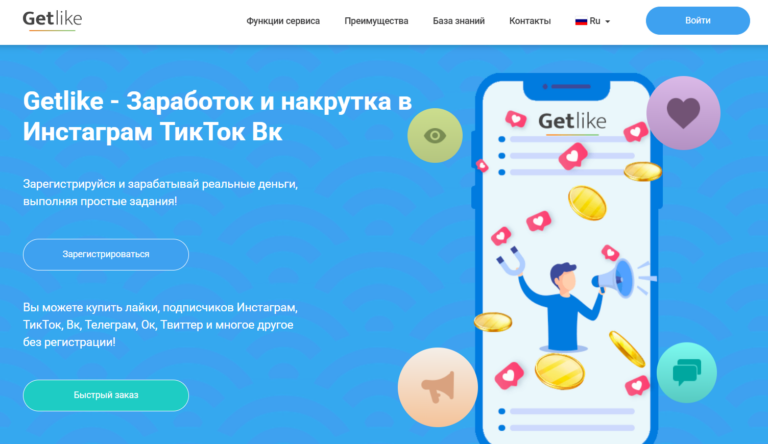 Getlike
Функции сервиса
Преимущества
База знаний
Контакты
Ru
Войти
Getlike - Заработок и накрутка в
Инстаграм ТикТок Вк
Зарегистрируйся и зарабатывай реальные деньги,
выполняя простые задания!
Зарегистрироваться
Вы можете купить лайки, подписчиков Инстаграм,
ТикТок, Вк, Телеграм, Ок, Твиттер и многое другое
без регистрации!
Быстрый заказ
Getlike